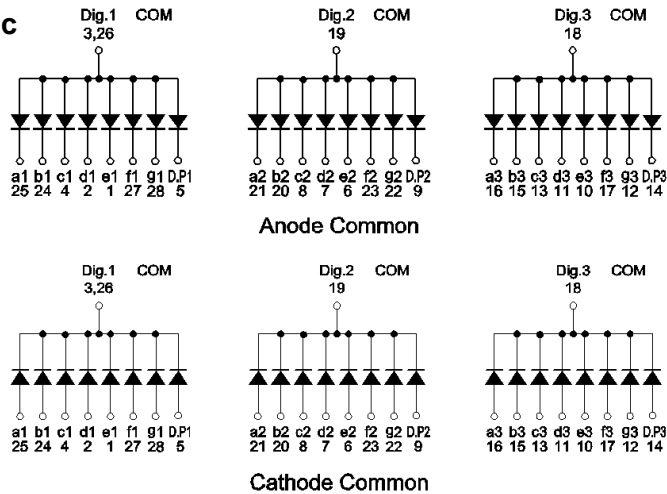 c
Dig.1 COM Dig.2 COM Dig.3 COM
3,26 19 18
a1 b1 c1 d1 e1 f1 g1 D.P1 a2 b2 c2 d2 e2 f2 g2 D.P2 a3 b3 c3 d3 e3 f3 g3 D.P3
25 24 4 2 1 27 28 5 21 20 8 7 6 23 22 9 16 15 13 11 10 17 12 14
Anode Common
Dig.1 COM Dig.2 COM Dig.3 COM
3,26 19 18
a1 b1 c1 d1 e1 f1 g1 D.P1 a2 b2 c2 d2 e2 f2 g2 D.P2 a3 b3 c3 d3 e3 f3 g3 D.P3
25 24 4 2 1 27 28 5 21 20 8 7 6 23 22 9 16 15 13 11 10 17 12 14
Cathode Common